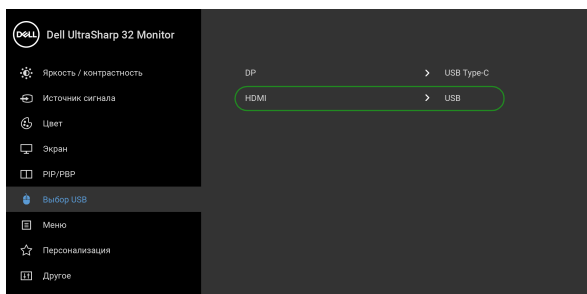 DELL Dell UltraSharp 32 Monitor
Яркость / контрастность
DP USB Type-C
Источник сигнала
HDMI USB
Цвет
Экран
PIP/PBP
Выбор USB
Меню
Персонализация
Другое